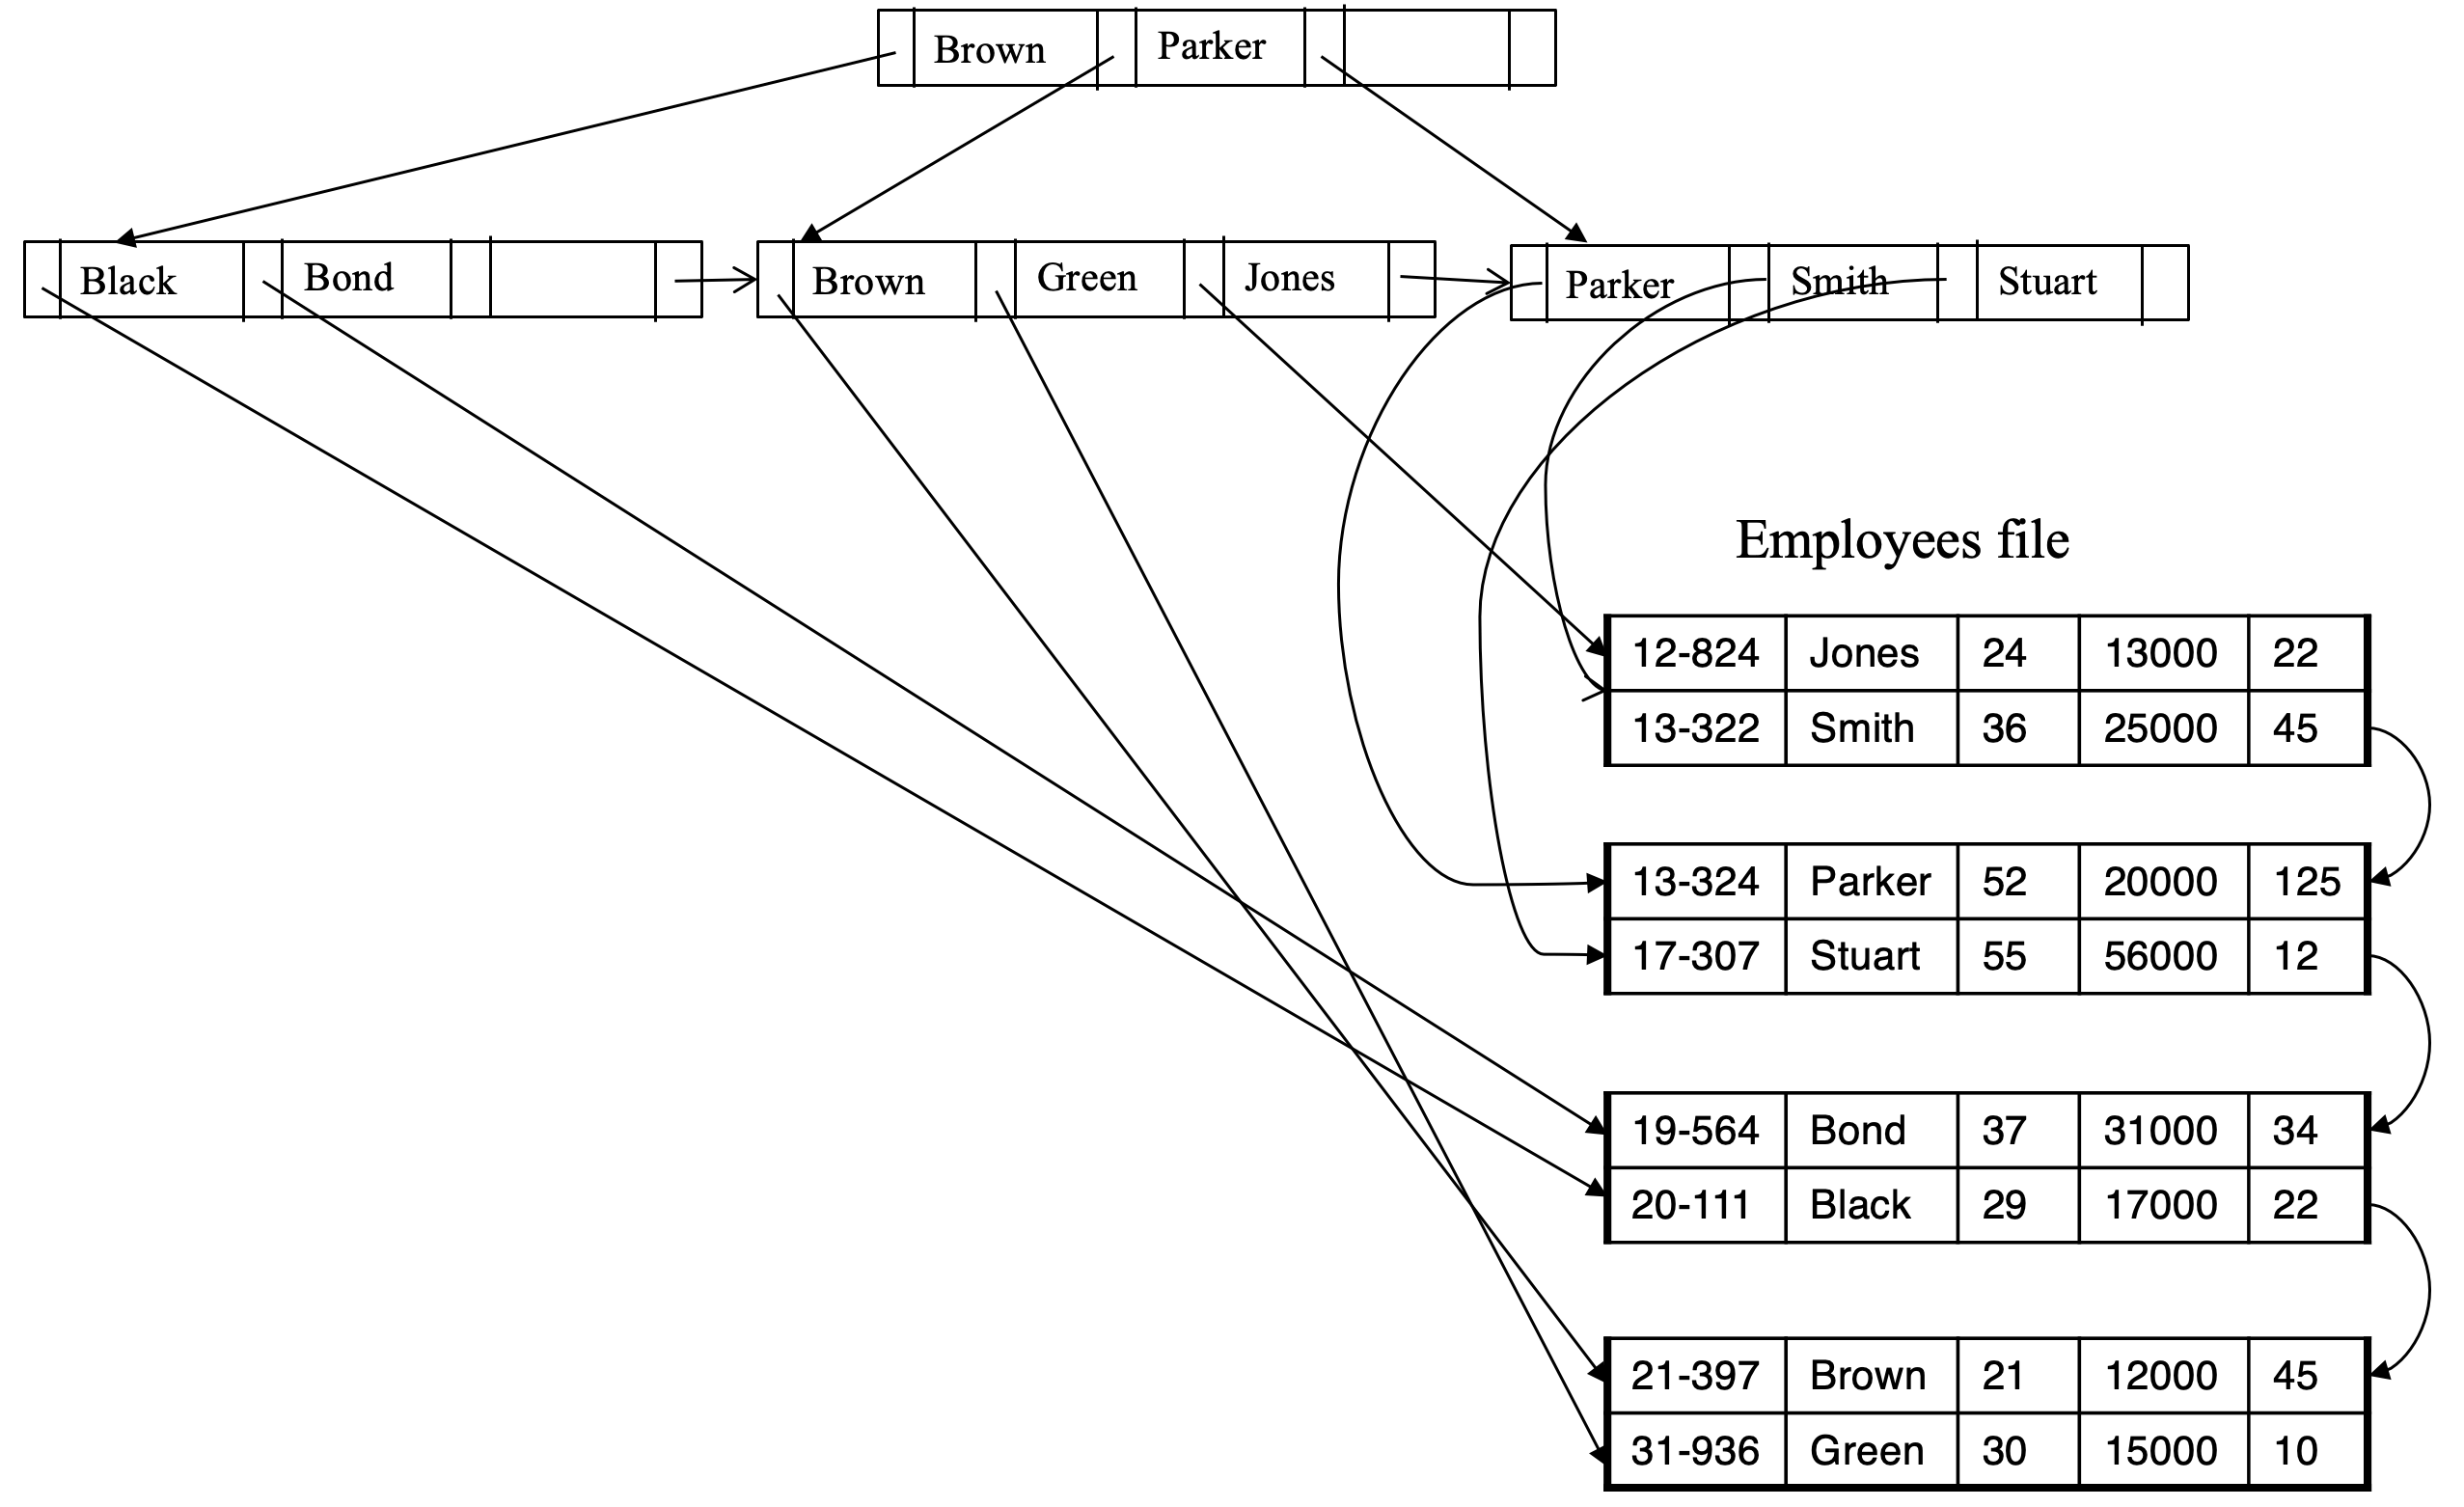 Brown Parker
Black Bond Brown Green Jones Parker Smith Stuart
Employees file
12-824 Jones 24 13000 22
13-322 Smith 36 25000 45
13-324 Parker 52 20000 125
17-307 Stuart 55 56000 12
19-564 Bond 37 31000 34
20-111 Black 29 17000 22
21-397 Brown 21 12000 45
31-936 Green 30 15000 10